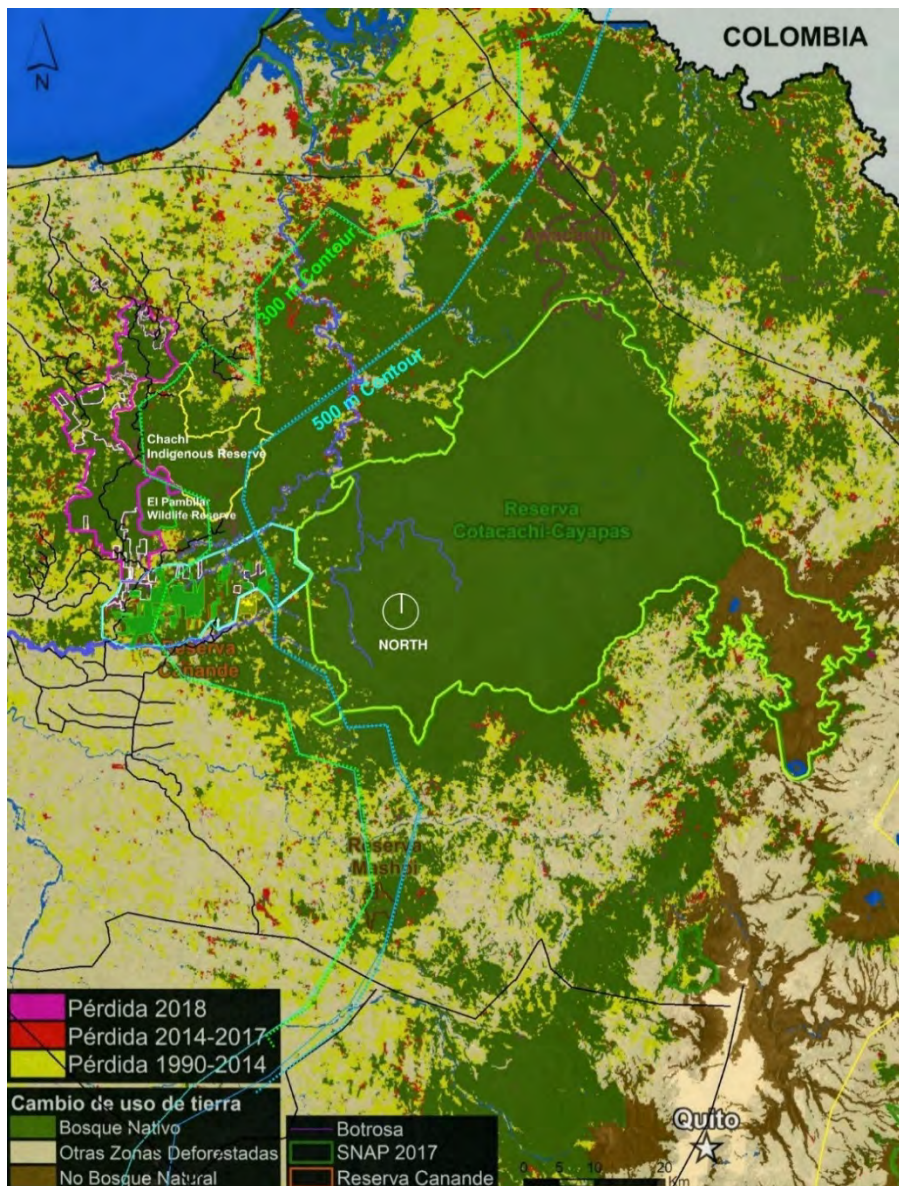 COLOMBIA
N
300 m Contour
500 m Contour
Chachi
Indigenous Reserve
El Pambiliar
Wildlife Reserve
Reserva
Cotacachi-Cayapas
NORTH
Reserva
Canande
Reserva
Mashpi
Pérdida 2018
Pérdida 2014-2017
Pérdida 1990-2014
Cambio de uso de tierra
Bosque Nativo
Otras Zonas Deforestadas
No Bosque Natural
Botrosa
SNAP 2017
Reserva Canande
Quito
0 5 10 20
Km